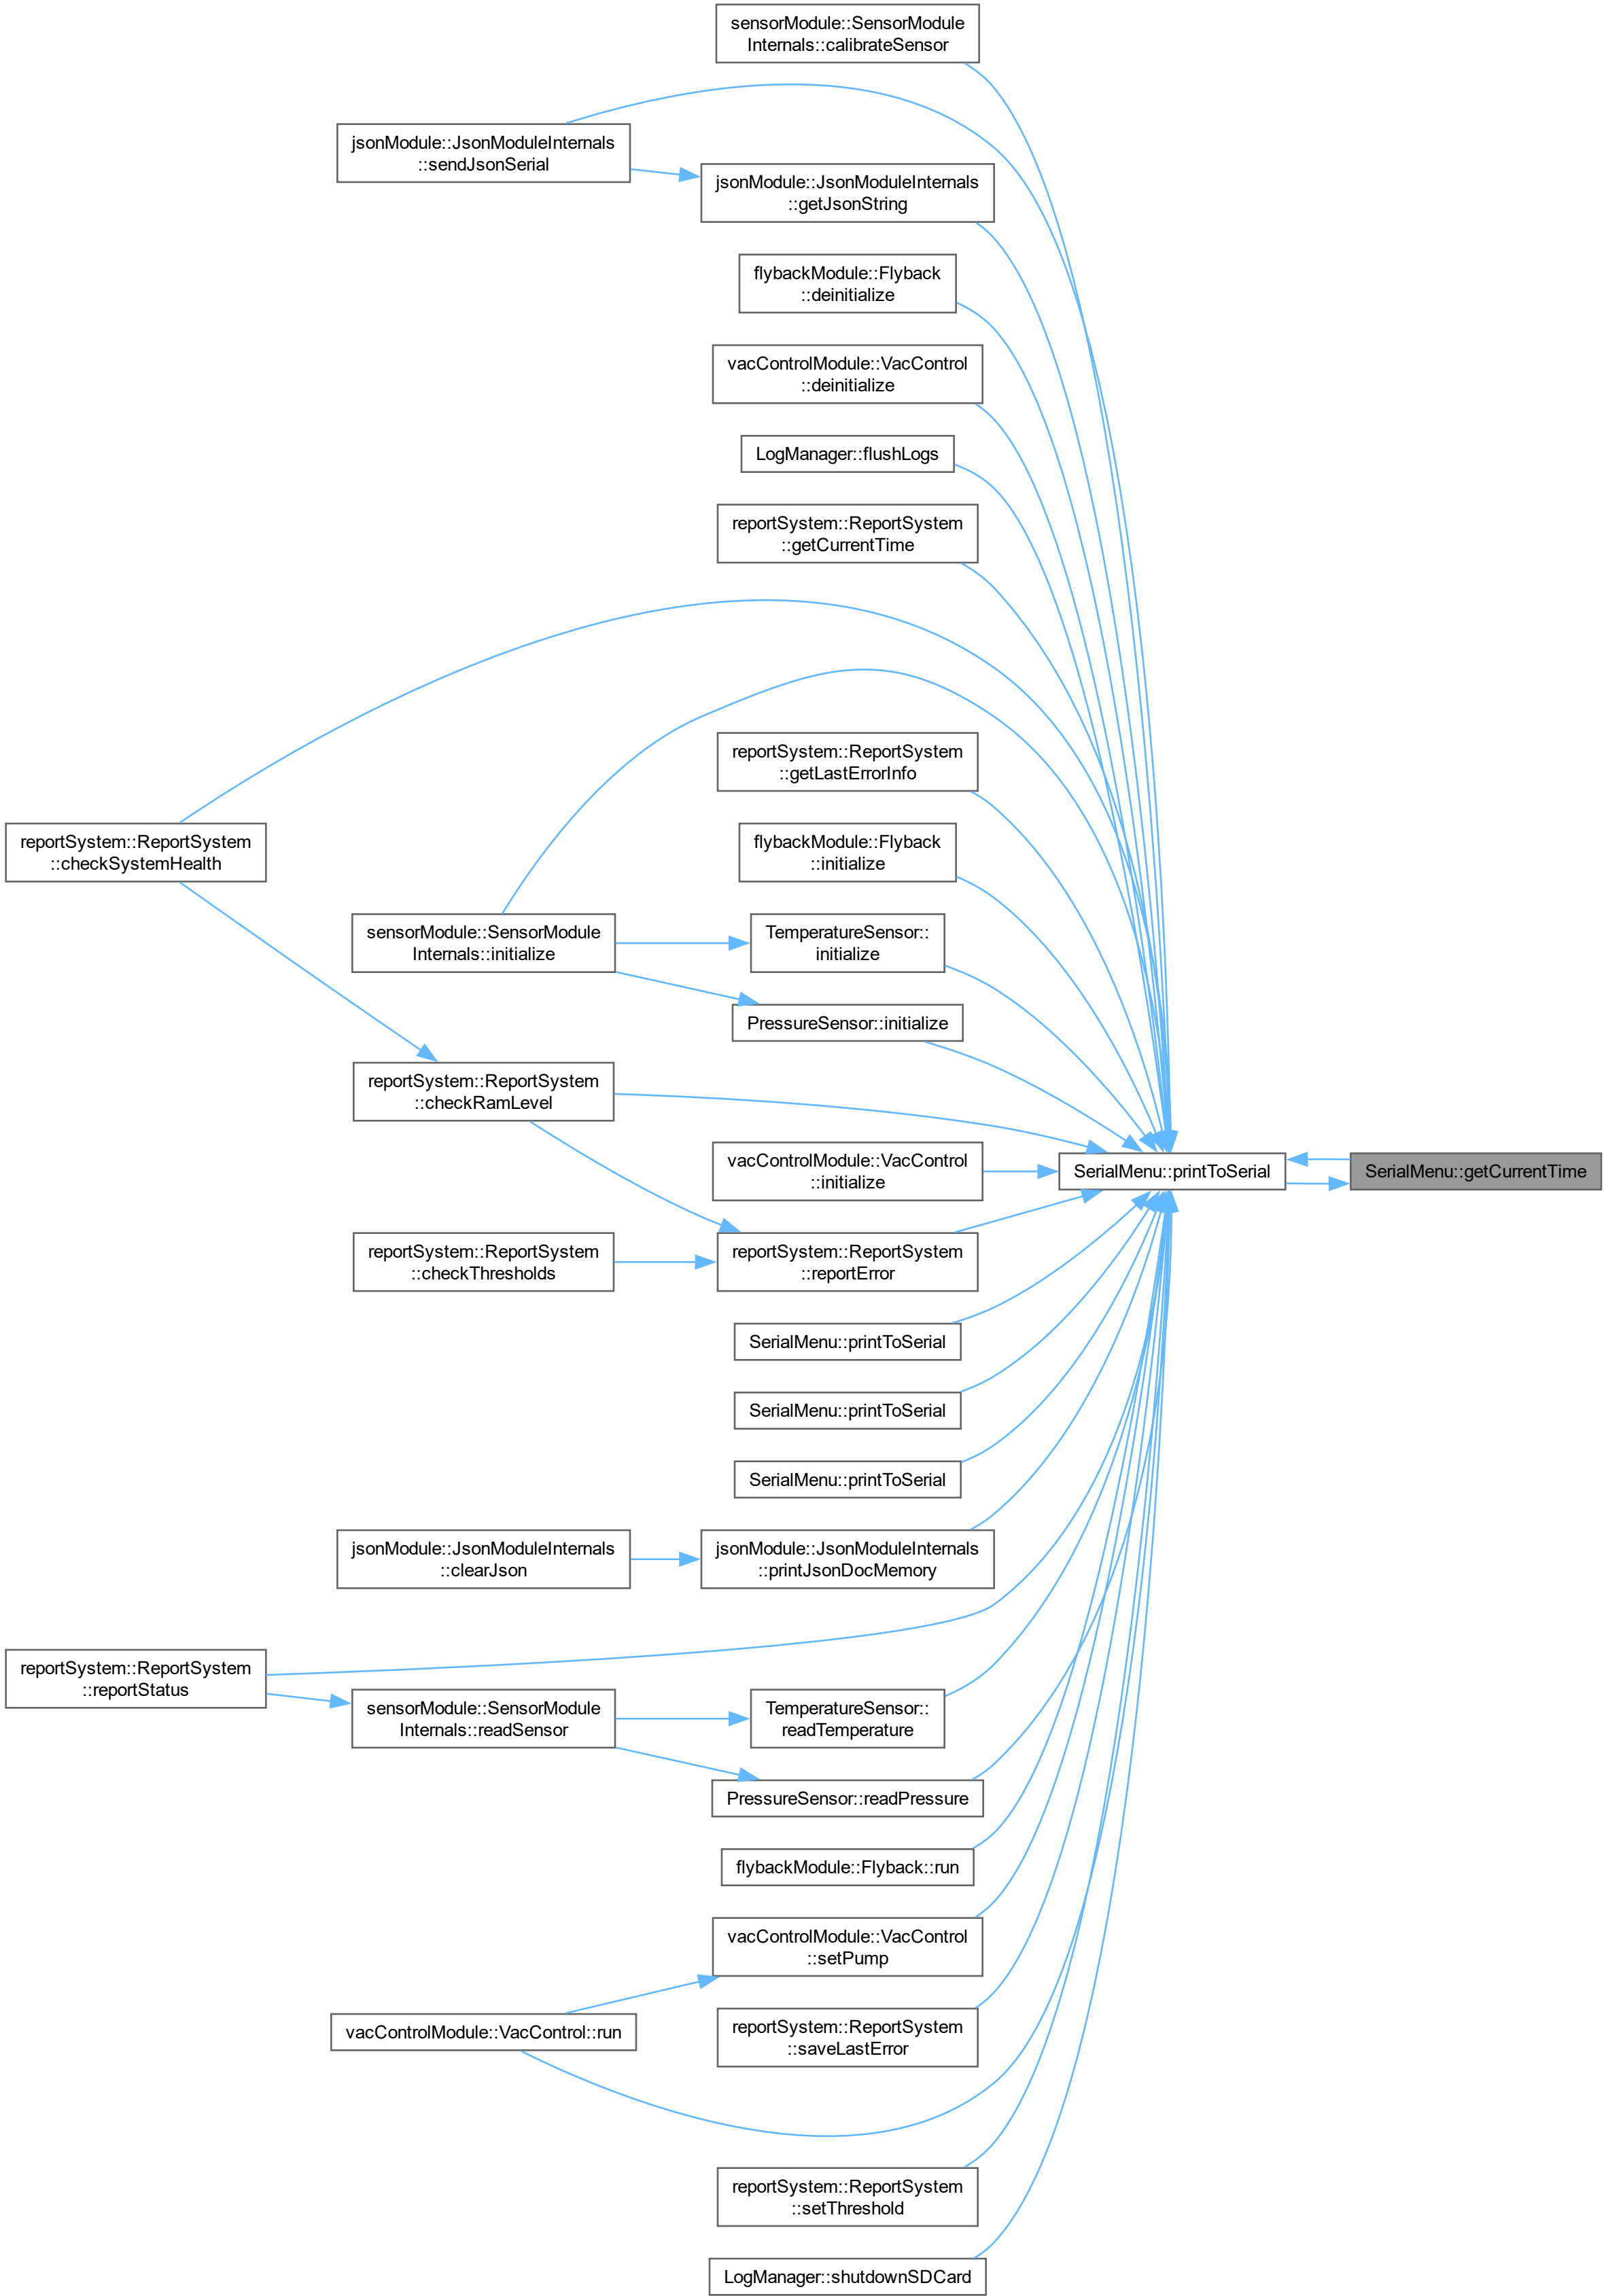 sensorModule::SensorModule
Internals::calibrateSensor
jsonModule::JsonModuleInternals
::sendJsonSerial
jsonModule::JsonModuleInternals
::getJsonString
flybackModule::Flyback
::deinitialize
vacControlModule::VacControl
::deinitialize
LogManager::flushLogs
reportSystem::ReportSystem
::getCurrentTime
reportSystem::ReportSystem
::getLastErrorInfo
reportSystem::ReportSystem
::checkSystemHealth
flybackModule::Flyback
::initialize
sensorModule::SensorModule
Internals::initialize
TemperatureSensor::
initialize
PressureSensor::initialize
reportSystem::ReportSystem
::checkRamLevel
vacControlModule::VacControl
::initialize
SerialMenu::printToSerial
SerialMenu::getCurrentTime
reportSystem::ReportSystem
::checkThresholds
reportSystem::ReportSystem
::reportError
SerialMenu::printToSerial
SerialMenu::printToSerial
SerialMenu::printToSerial
jsonModule::JsonModuleInternals
::clearJson
jsonModule::JsonModuleInternals
::printJsonDocMemory
reportSystem::ReportSystem
::reportStatus
sensorModule::SensorModule
Internals::readSensor
TemperatureSensor::
readTemperature
PressureSensor::readPressure
flybackModule::Flyback::run
vacControlModule::VacControl
::setPump
vacControlModule::VacControl::run
reportSystem::ReportSystem
::saveLastError
reportSystem::ReportSystem
::setThreshold
LogManager::shutdownSDCard